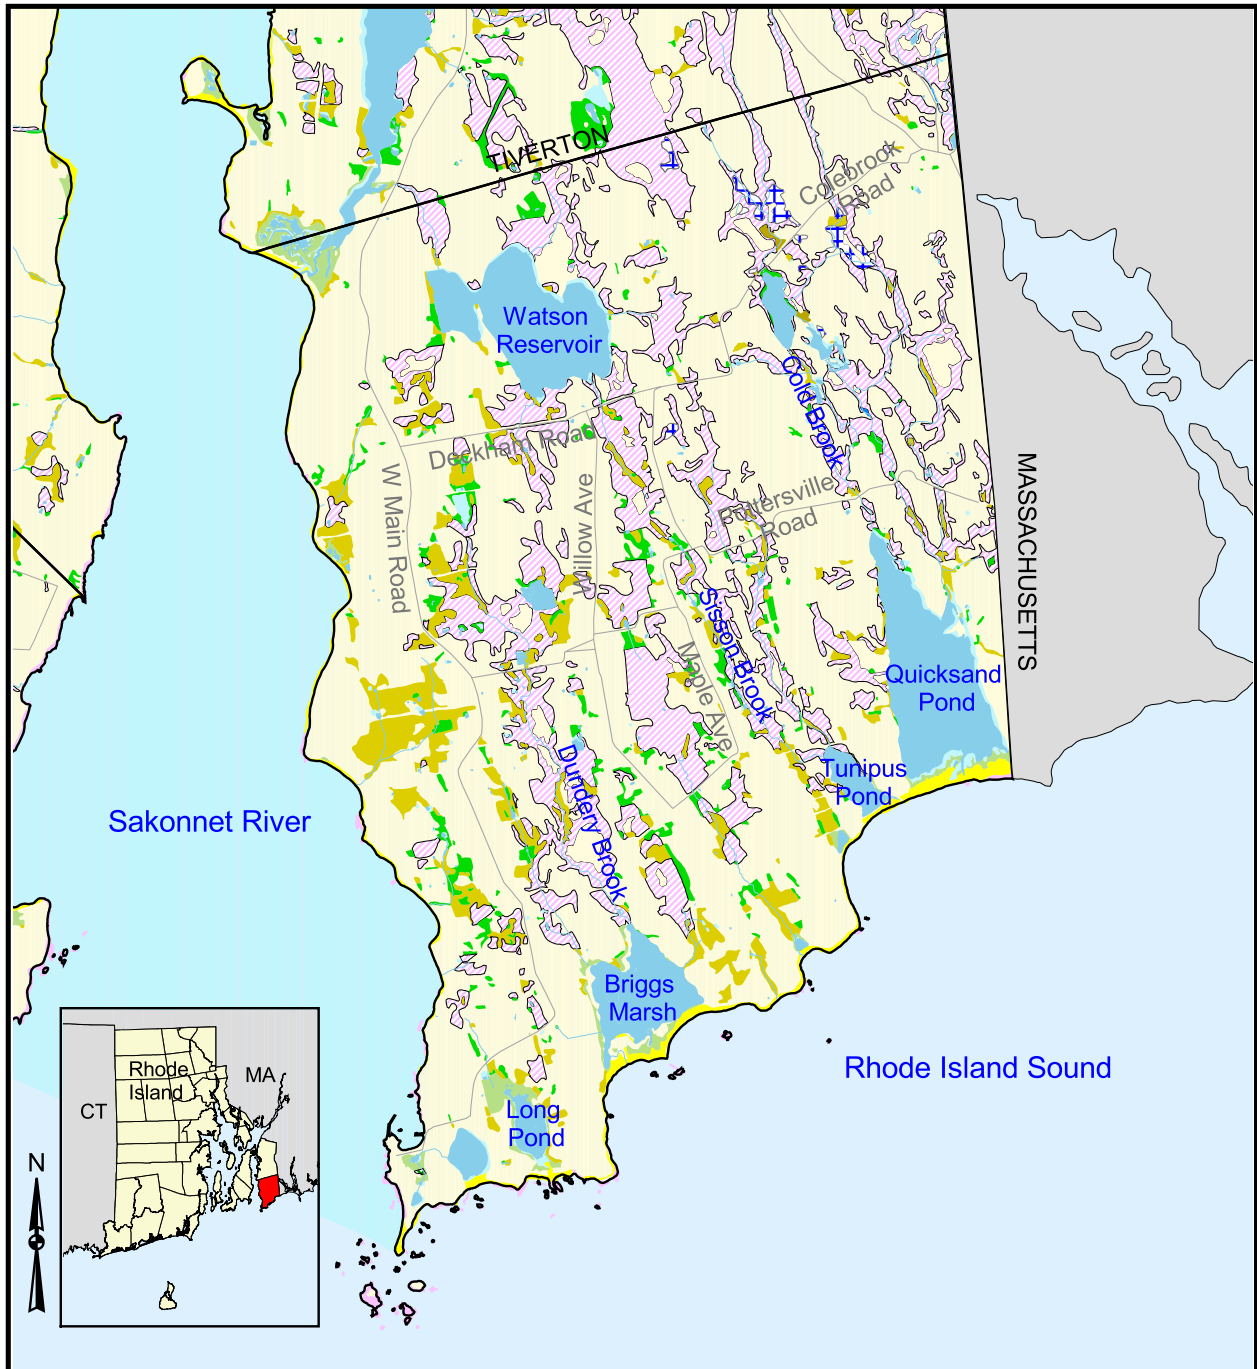 TIVERTON
Colebrook
Road
Watson
Reservoir
Cold Brook
Deckham Road
W Main Road
Willow Ave
Pottersville
Road
MASSACHUSETTS
Sisson Brook
Maple Ave
Quicksand
Pond
Tunipus
Pond
Dundery Brook
Sakonnet River
Briggs
Marsh
Rhode Island Sound
Long
Pond
Rhode
Island
MA
CT
N